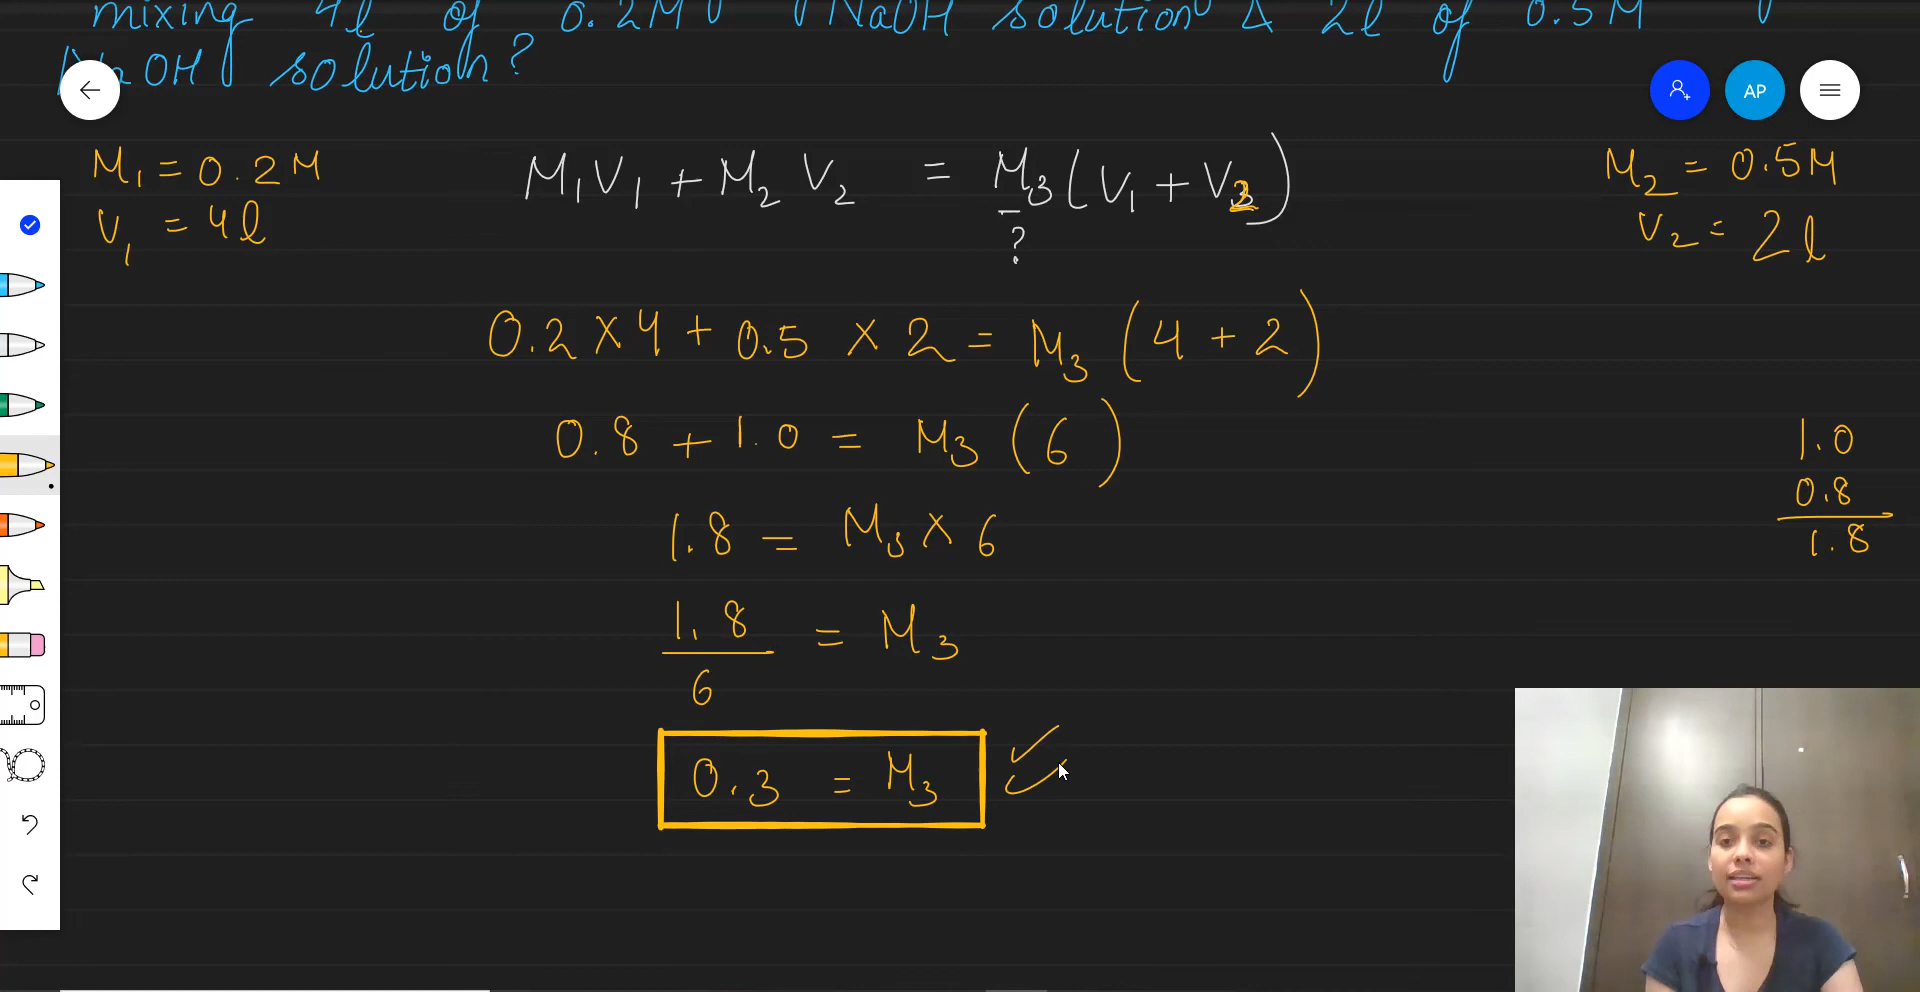 mixing 4l of 0.2M NaOH solution & 2l of 0.5M
NaOH solution?
AP
M₁ = 0.2 M
V₁ = 4l
M₁V₁ + M₂ V₂ = M₃ (V₁ + V₂)
?
M₂ = 0.5M
V₂ = 2l
0.2 × 4 + 0.5 × 2 = M₃ (4 + 2)
0.8 + 1.0 = M₃ (6)
1.8 = M₃ × 6
1.8
6
= M₃
0.3 = M₃
1.0
0.8
1.8